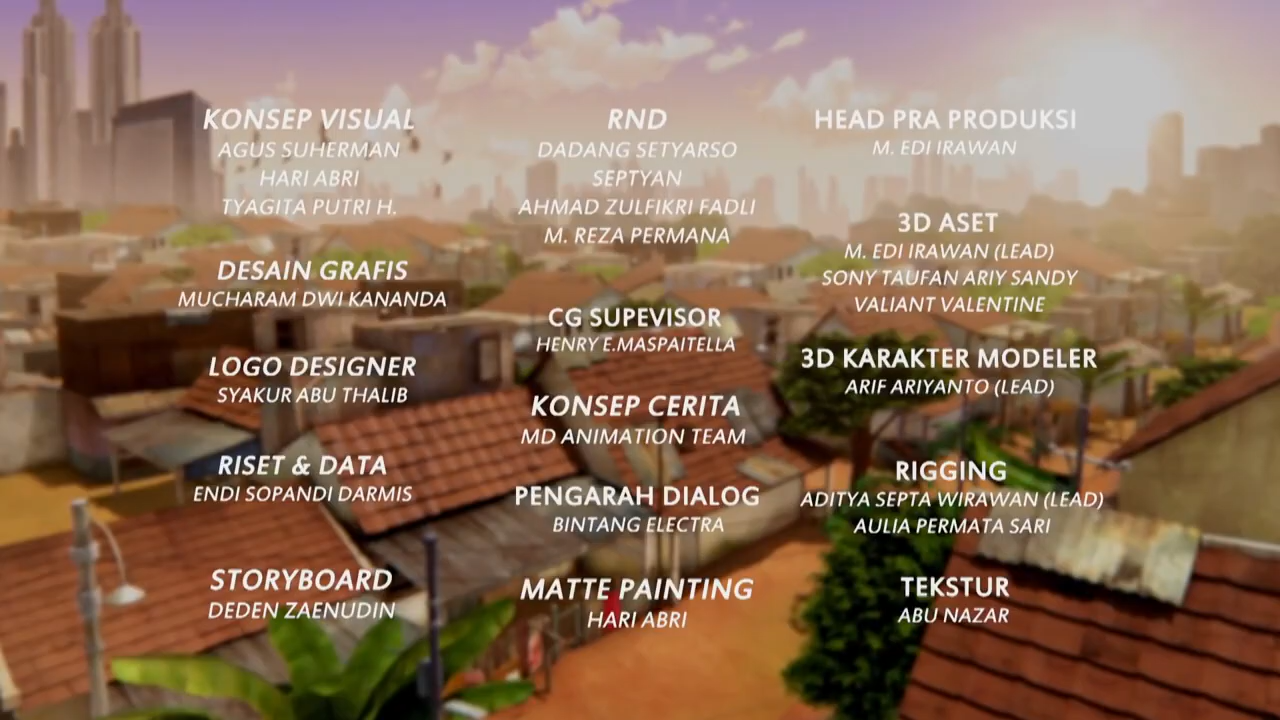 KONSEP VISUAL
AGUS SUHERMAN
HARI ABRI
TYAGITA PUTRI H.
DESAIN GRAFIS
MUCHARAM DWI KANANDA
LOGO DESIGNER
SYAKUR ABU THALIB
RISET & DATA
ENDI SOPANDI DARMIS
STORYBOARD
DEDEN ZAENUDIN
RND
DADANG SETYARSO
SEPTYAN
AHMAD ZULFIKRI FADLI
M. REZA PERMANA
CG SUPEVISOR
HENRY E.MASPAITELLA
KONSEP CERITA
MD ANIMATION TEAM
PENGARAH DIALOG
BINTANG ELECTRA
MATTE PAINTING
HARI ABRI
HEAD PRA PRODUKSI
M. EDI IRAWAN
3D ASET
M. EDI IRAWAN (LEAD)
SONY TAUFAN ARIY SANDY
VALIANT VALENTINE
3D KARAKTER MODELER
ARIF ARIYANTO (LEAD)
RIGGING
ADITYA SEPTA WIRAWAN (LEAD)
AULIA PERMATA SARI
TEKSTUR
ABU NAZAR